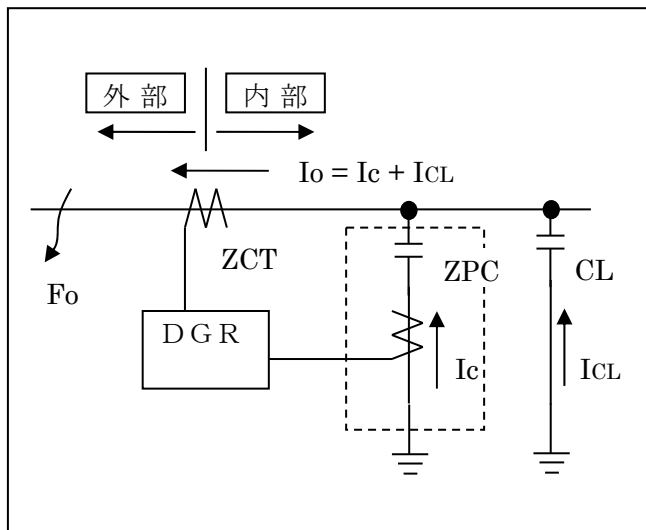 外部 内部
Io = Ic + ICL
ZCT
ZPC
CL
Fo
DGR
Ic
ICL